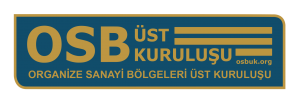 OSB ÜST
KURULUŞU
osbuk.org
ORGANİZE SANAYİ BÖLGELERİ ÜST KURULUŞU